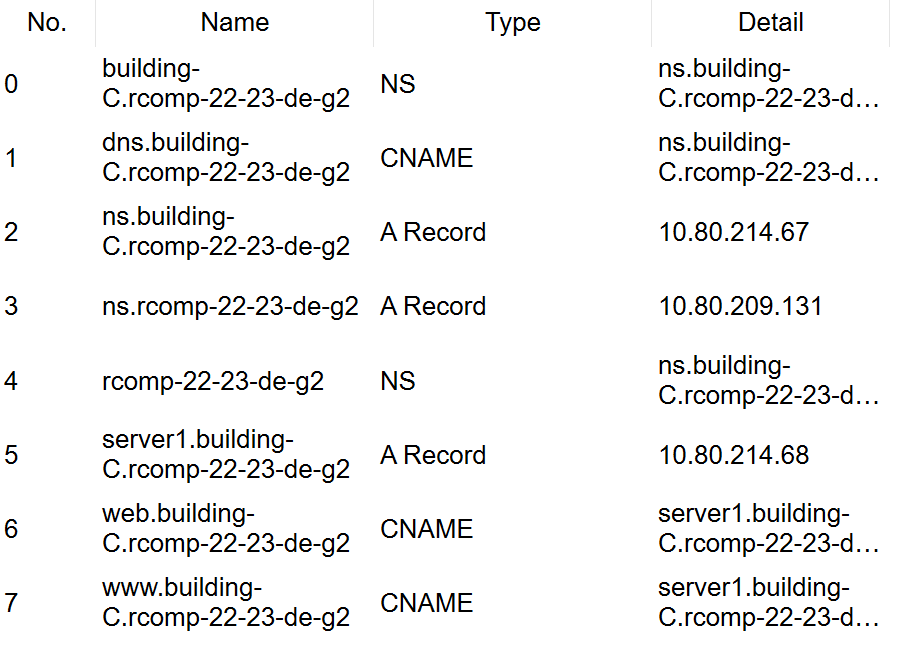 No. Name Type Detail
building-
C.rcomp-22-23-de-g2
0 NS
ns.building-
C.rcomp-22-23-d…
dns.building-
C.rcomp-22-23-de-g2
1 CNAME
ns.building-
C.rcomp-22-23-d…
ns.building-
C.rcomp-22-23-de-g2
2 A Record 10.80.214.67
3 ns.rcomp-22-23-de-g2 A Record 10.80.209.131
4 rcomp-22-23-de-g2 NS
ns.building-
C.rcomp-22-23-d…
server1.building-
C.rcomp-22-23-de-g2
5 A Record 10.80.214.68
web.building-
C.rcomp-22-23-de-g2
6 CNAME
server1.building-
C.rcomp-22-23-d…
www.building-
C.rcomp-22-23-de-g2
7 CNAME
server1.building-
C.rcomp-22-23-d…